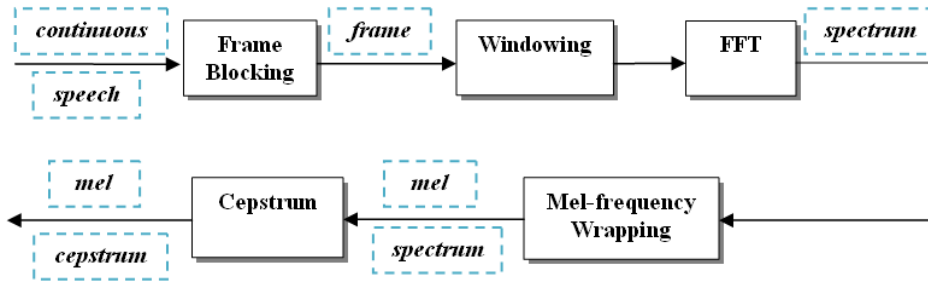 continuous
speech
Frame
Blocking
frame
Windowing
FFT
spectrum
mel
cepstrum
Cepstrum
mel
spectrum
Mel-frequency
Wrapping